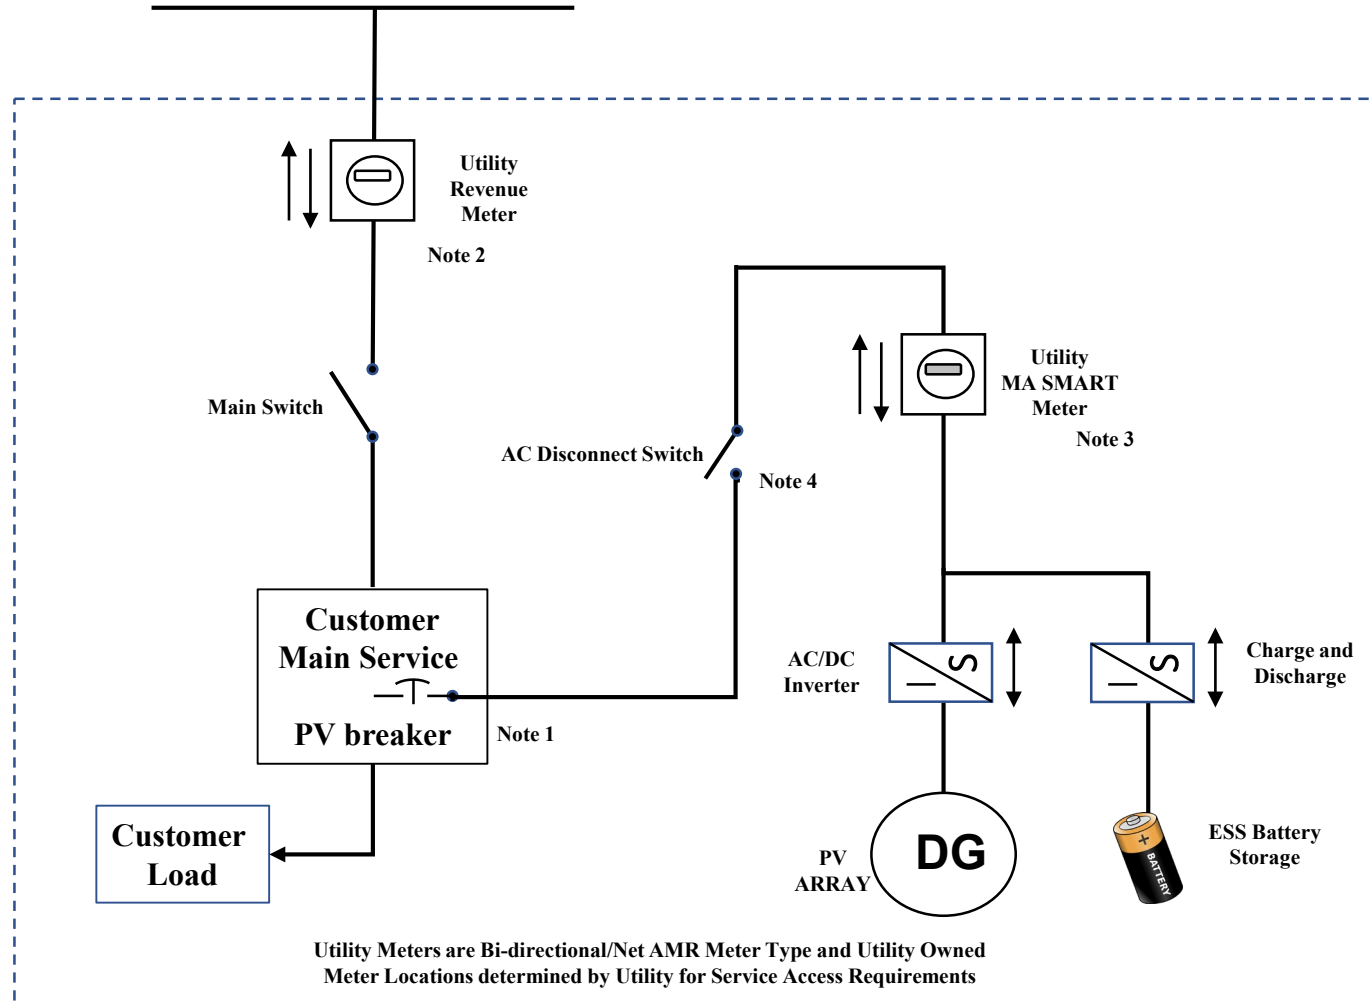 Utility
Revenue
Meter
Note 2
Main Switch
AC Disconnect Switch
Note 4
Utility
MA SMART
Meter
Note 3
Customer
Main Service
PV breaker
Note 1
AC/DC
Inverter
S
S
Charge and
Discharge
Customer
Load
PV
ARRAY
DG
+
BATTERY
ESS Battery
Storage
Utility Meters are Bi-directional/Net AMR Meter Type and Utility Owned
Meter Locations determined by Utility for Service Access Requirements